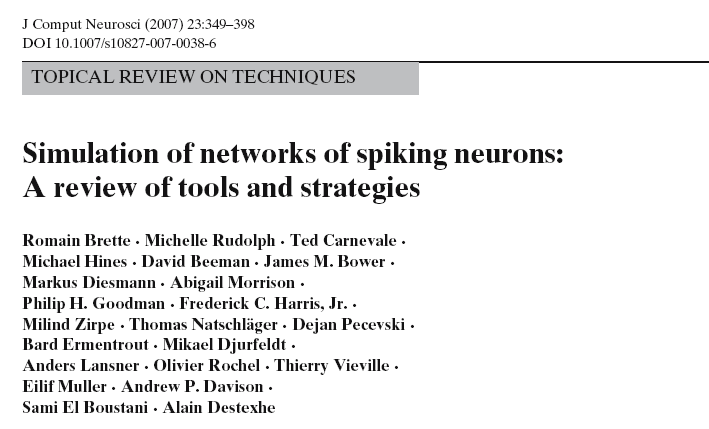 J Comput Neurosci (2007) 23:349–398
DOI 10.1007/s10827-007-0038-6
TOPICAL REVIEW ON TECHNIQUES
Simulation of networks of spiking neurons:
A review of tools and strategies
Romain Brette · Michelle Rudolph · Ted Carnevale ·
Michael Hines · David Beeman · James M. Bower ·
Markus Diesmann · Abigail Morrison ·
Philip H. Goodman · Frederick C. Harris, Jr. ·
Milind Zirpe · Thomas Natschläger · Dejan Pecevski ·
Bard Ermentrout · Mikael Djurfeldt ·
Anders Lansner · Olivier Rochel · Thierry Vieville ·
Eilif Muller · Andrew P. Davison ·
Sami El Boustani · Alain Destexhe